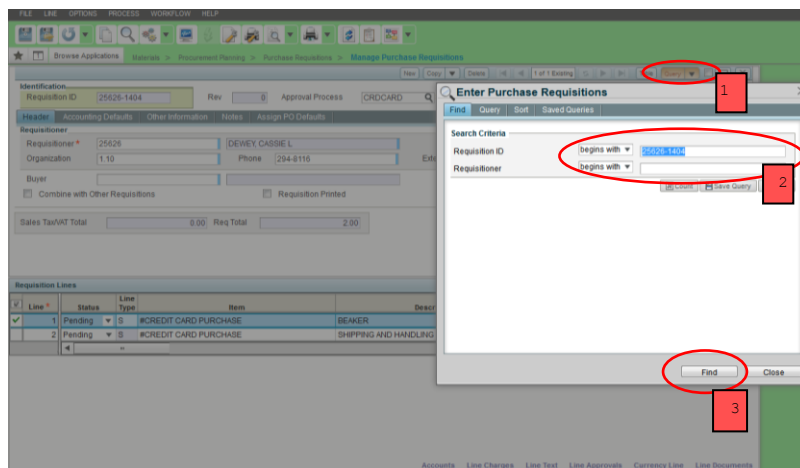 FILE LINE OPTIONS PROCESS WORKFLOW HELP
Browse Applications Materials > Procurement Planning > Purchase Requisitions > Manage Purchase Requisitions
New Copy Delete 1 of 1 Existing Query
1
Identification
Requisition ID 25626-1404 Rev 0 Approval Process CRDCARD
Header Accounting Defaults Other Information Notes Assign PO Defaults
Requisitioner
Requisitioner * 25626 DEWEY, CASSIE L
Organization 1.10 Phone 294-8116
Buyer
Combine with Other Requisitions Requisition Printed
Sales Tax/VAT Total 0.00 Req Total 2.00
Requisition Lines
Line * Status Line Type Item
1 Pending S #CREDIT CARD PURCHASE BEAKER
2 Pending S #CREDIT CARD PURCHASE SHIPPING AND HANDLING
Enter Purchase Requisitions
Find Query Sort Saved Queries
Search Criteria
Requisition ID begins with 25626-1404
Requisitioner begins with
2
Count Save Query
Find Close
3
Accounts Line Charges Line Text Line Approvals Currency Line Line Documents